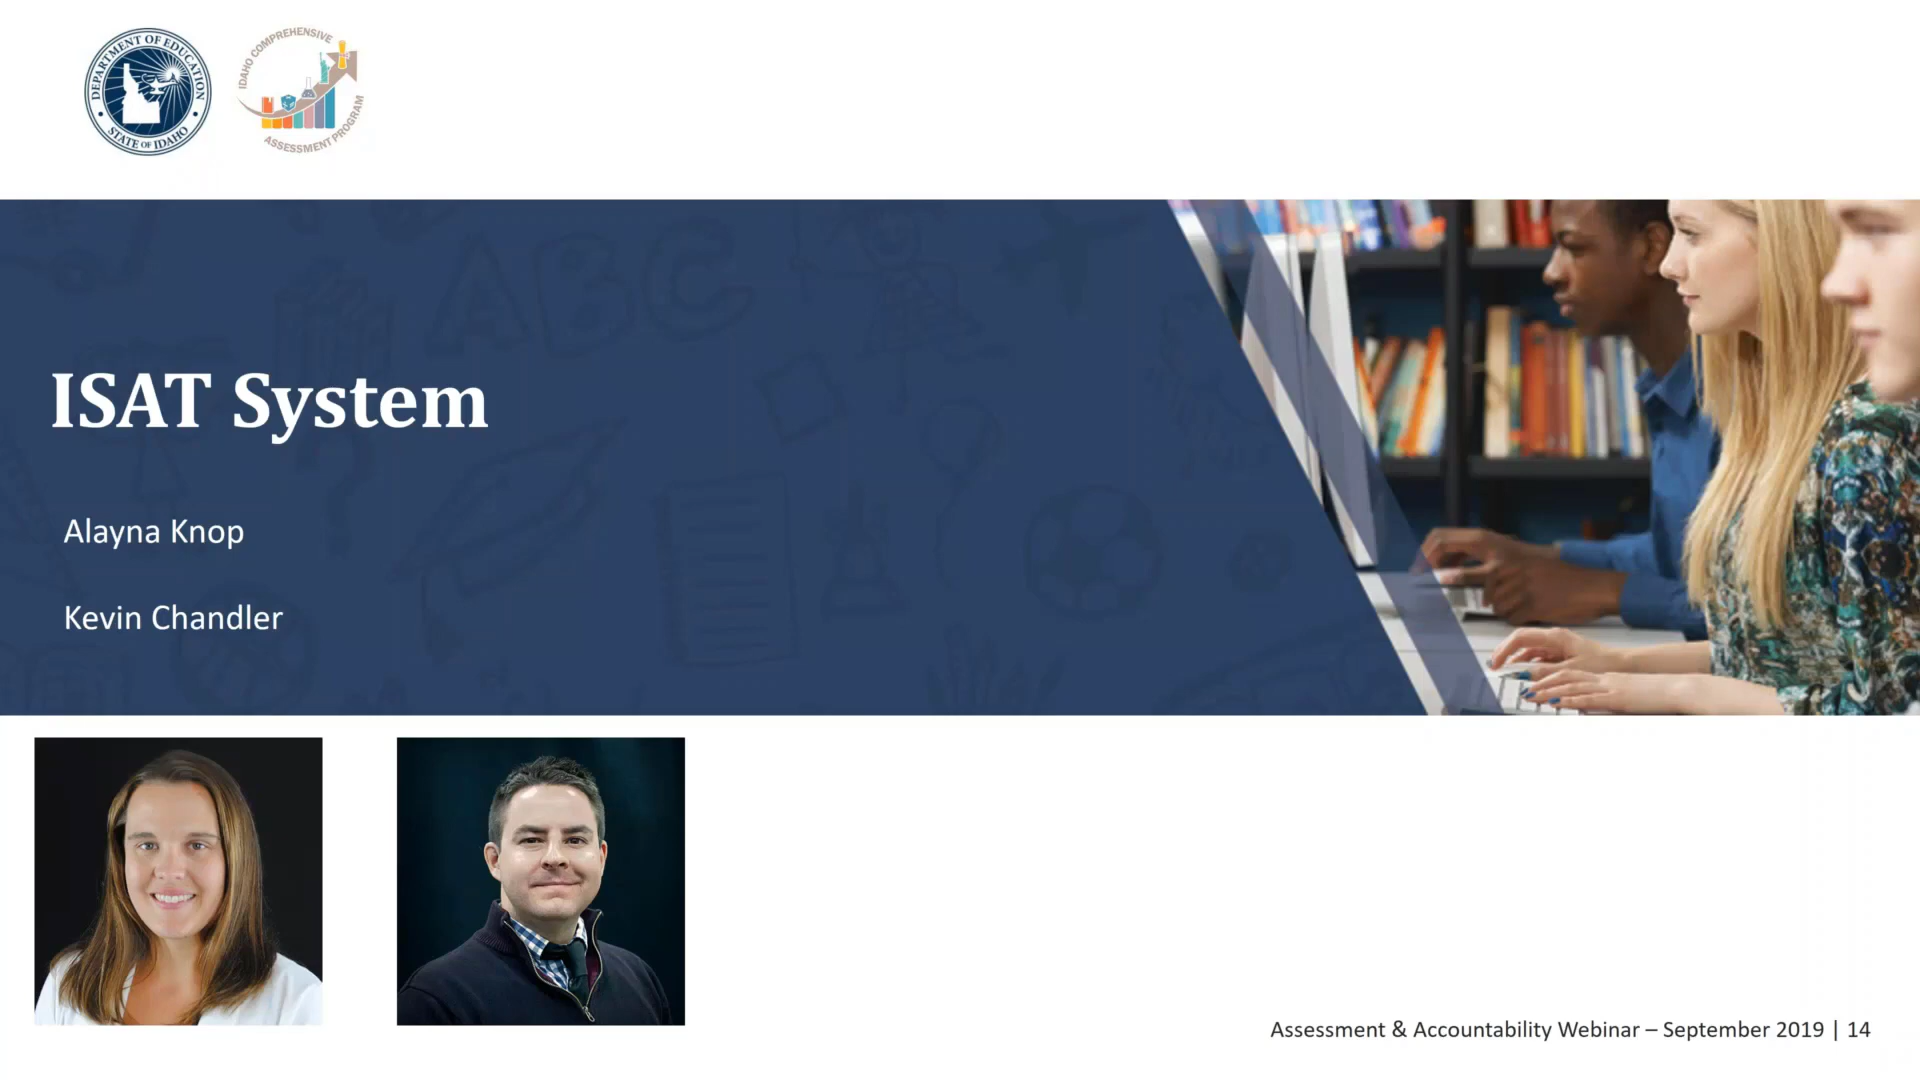 DEPARTMENT OF EDUCATION
STATE OF IDAHO
IDAHO COMPREHENSIVE
ASSESSMENT PROGRAM
ABC
ISAT System
Alayna Knop
Kevin Chandler
Assessment & Accountability Webinar – September 2019 | 14